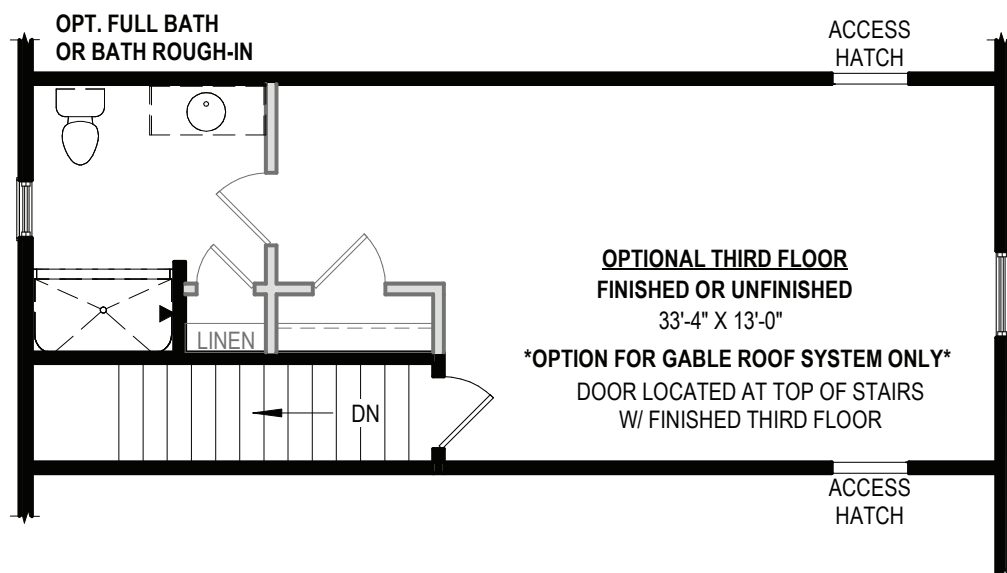 OPT. FULL BATH
OR BATH ROUGH-IN
ACCESS
HATCH
OPTIONAL THIRD FLOOR
FINISHED OR UNFINISHED
33'-4" X 13'-0"
*OPTION FOR GABLE ROOF SYSTEM ONLY*
DOOR LOCATED AT TOP OF STAIRS
W/ FINISHED THIRD FLOOR
LINEN
DN
ACCESS
HATCH